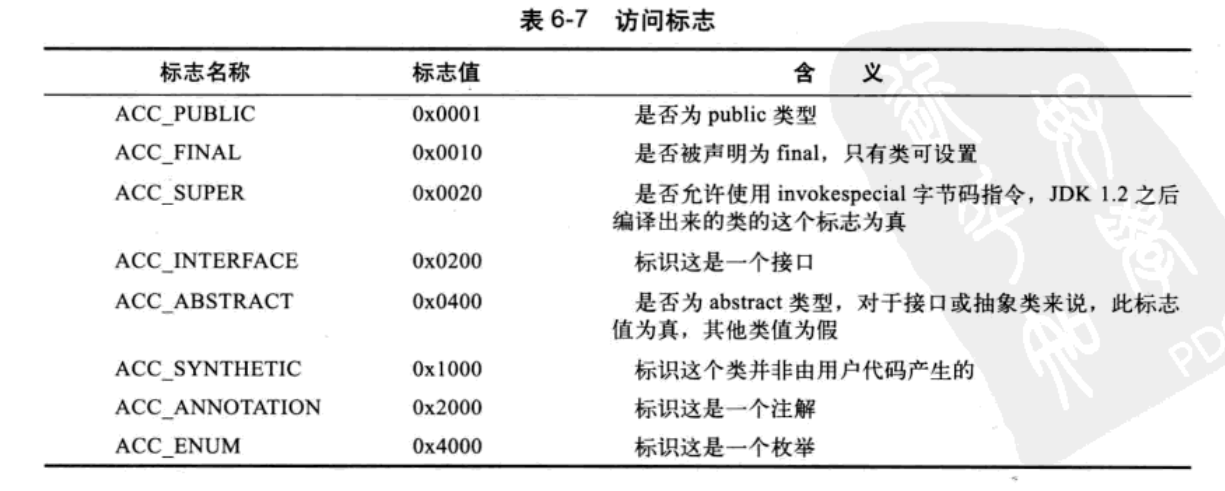 表 6-7 访问标志
标志名称 标志值 含 义
ACC_PUBLIC 0x0001 是否为 public 类型
ACC_FINAL 0x0010 是否被声明为 final，只有类可设置
ACC_SUPER 0x0020 是否允许使用 invokespecial 字节码指令，JDK 1.2 之后
编译出来的类的这个标志为真
ACC_INTERFACE 0x0200 标识这是一个接口
ACC_ABSTRACT 0x0400 是否为 abstract 类型，对于接口或抽象类来说，此标志
值为真，其他类值为假
ACC_SYNTHETIC 0x1000 标识这个类并非由用户代码产生的
ACC_ANNOTATION 0x2000 标识这是一个注解
ACC_ENUM 0x4000 标识这是一个枚举
PD